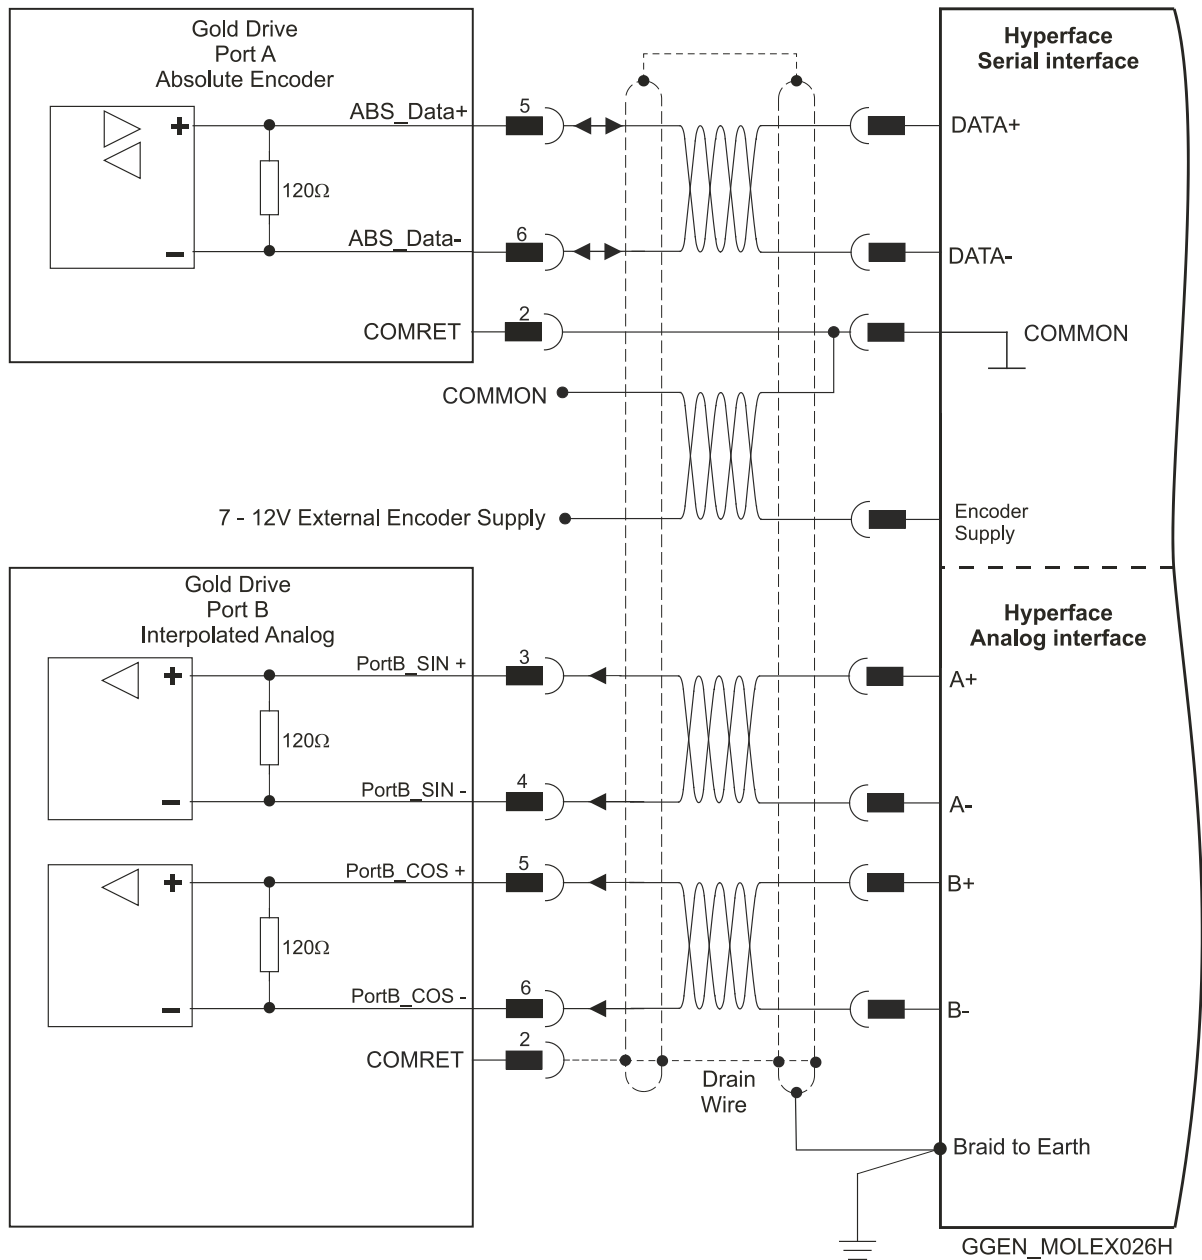 Gold Drive
Port A
Absolute Encoder
Hyperface
Serial interface
+
ABS_Data+
5
DATA+
120Ω
-
ABS_Data-
6
DATA-
COMRET
2
COMMON
COMMON
7 - 12V External Encoder Supply
Encoder
Supply
Gold Drive
Port B
Interpolated Analog
Hyperface
Analog interface
+
PortB_SIN +
3
A+
120Ω
-
PortB_SIN -
4
A-
+
PortB_COS +
5
B+
120Ω
-
PortB_COS -
6
B-
COMRET
2
Drain
Wire
Braid to Earth
GGEN_MOLEX026H